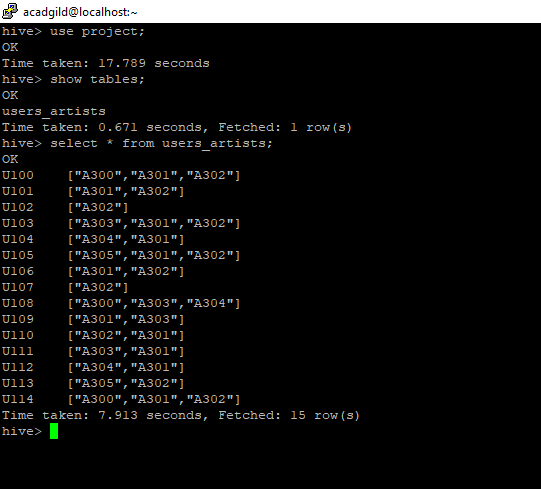 acadgild@localhost:~
hive> use project;
OK
Time taken: 17.789 seconds
hive> show tables;
OK
users_artists
Time taken: 0.671 seconds, Fetched: 1 row(s)
hive> select * from users_artists;
OK
U100    ["A300","A301","A302"]
U101    ["A301","A302"]
U102    ["A302"]
U103    ["A303","A301","A302"]
U104    ["A304","A301"]
U105    ["A305","A301","A302"]
U106    ["A301","A302"]
U107    ["A302"]
U108    ["A300","A303","A304"]
U109    ["A301","A303"]
U110    ["A302","A301"]
U111    ["A303","A301"]
U112    ["A304","A301"]
U113    ["A305","A302"]
U114    ["A300","A301","A302"]
Time taken: 7.913 seconds, Fetched: 15 row(s)
hive>